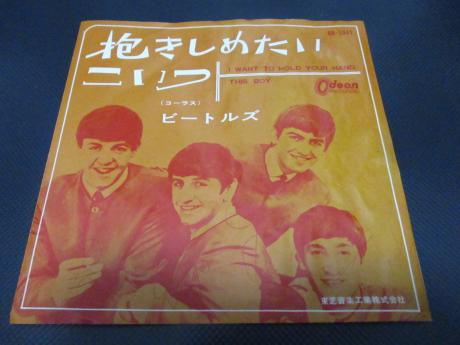 抱きしめたい
こいつ
I WANT TO HOLD YOUR HAND
THIS BOY
Odeon
(コーラス)
ビートルズ
東芝音楽工業株式会社